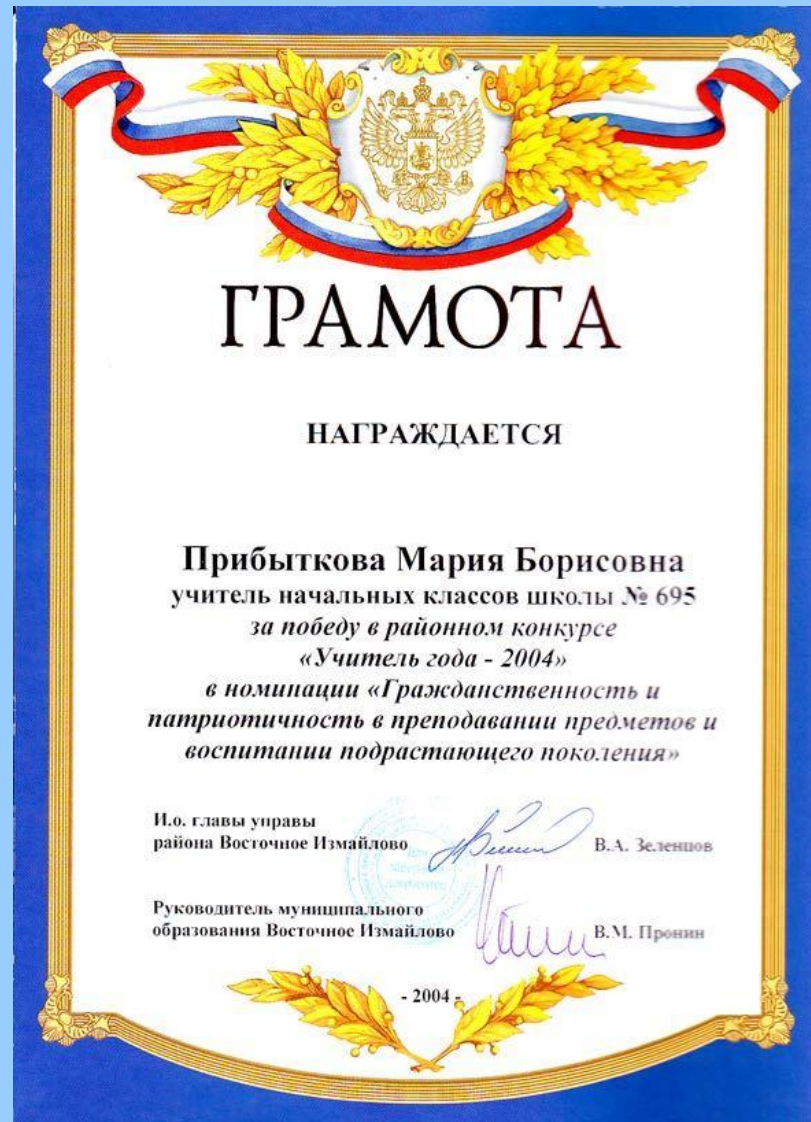 ГРАМОТА
НАГРАЖДАЕТСЯ
Прибыткова Мария Борисовна
учитель начальных классов школы № 695
за победу в районном конкурсе
«Учитель года - 2004»
в номинации «Гражданственность и
патриотичность в преподавании предметов и
воспитании подрастающего поколения»
И.о. главы управы
района Восточное Измайлово
В.А. Зеленцов
Руководитель муниципального
образования Восточное Измайлово
В.М. Пронин
- 2004 -